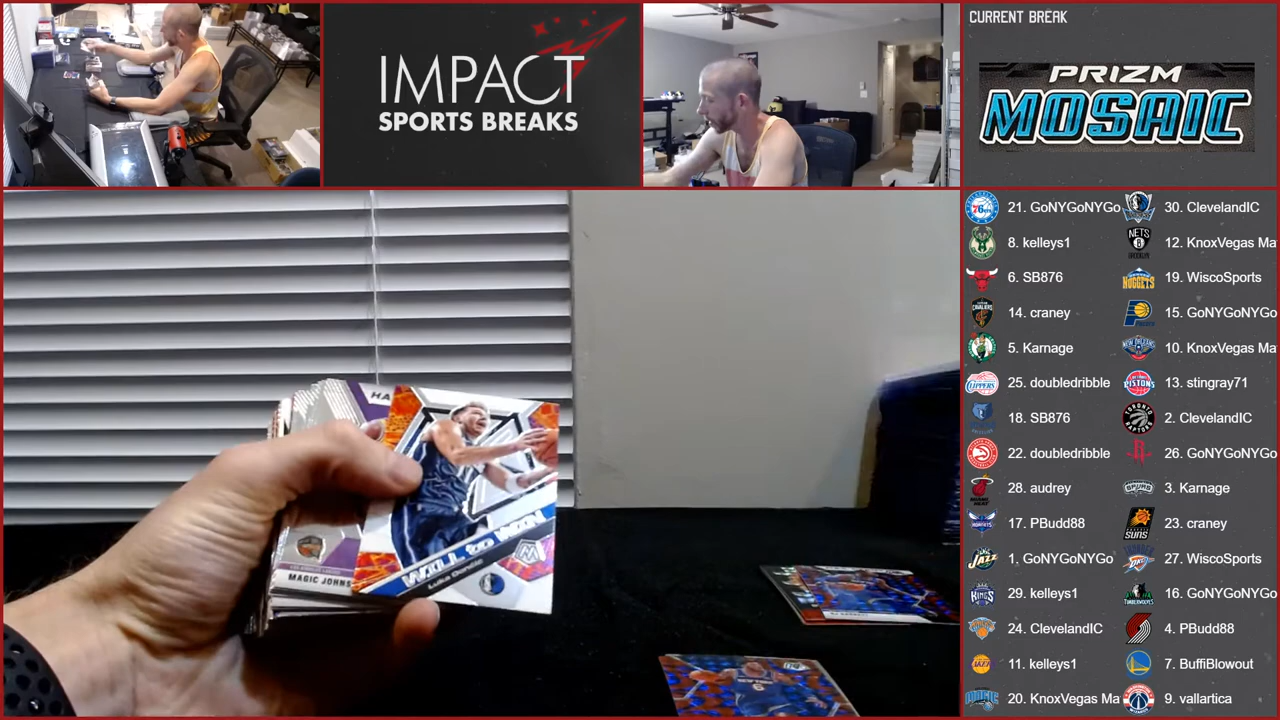 IMPACT
SPORTS BREAKS
CURRENT BREAK
PRIZM
MOSAIC
21. GoNYGoNYGo
8. kelleys1
6. SB876
14. craney
5. Karnage
25. doubledribble
18. SB876
22. doubledribble
28. audrey
17. PBudd88
1. GoNYGoNYGo
29. kelleys1
24. ClevelandIC
11. kelleys1
20. KnoxVegas Ma
30. ClevelandIC
12. KnoxVegas Ma
19. WiscoSports
15. GoNYGoNYGo
10. KnoxVegas Ma
13. stingray71
2. ClevelandIC
26. GoNYGoNYGo
3. Karnage
23. craney
27. WiscoSports
16. GoNYGoNYGo
4. PBudd88
7. BuffiBlowout
9. vallartica
HA
WILL to WIN
Luka Doncic
MAGIC JOHNS